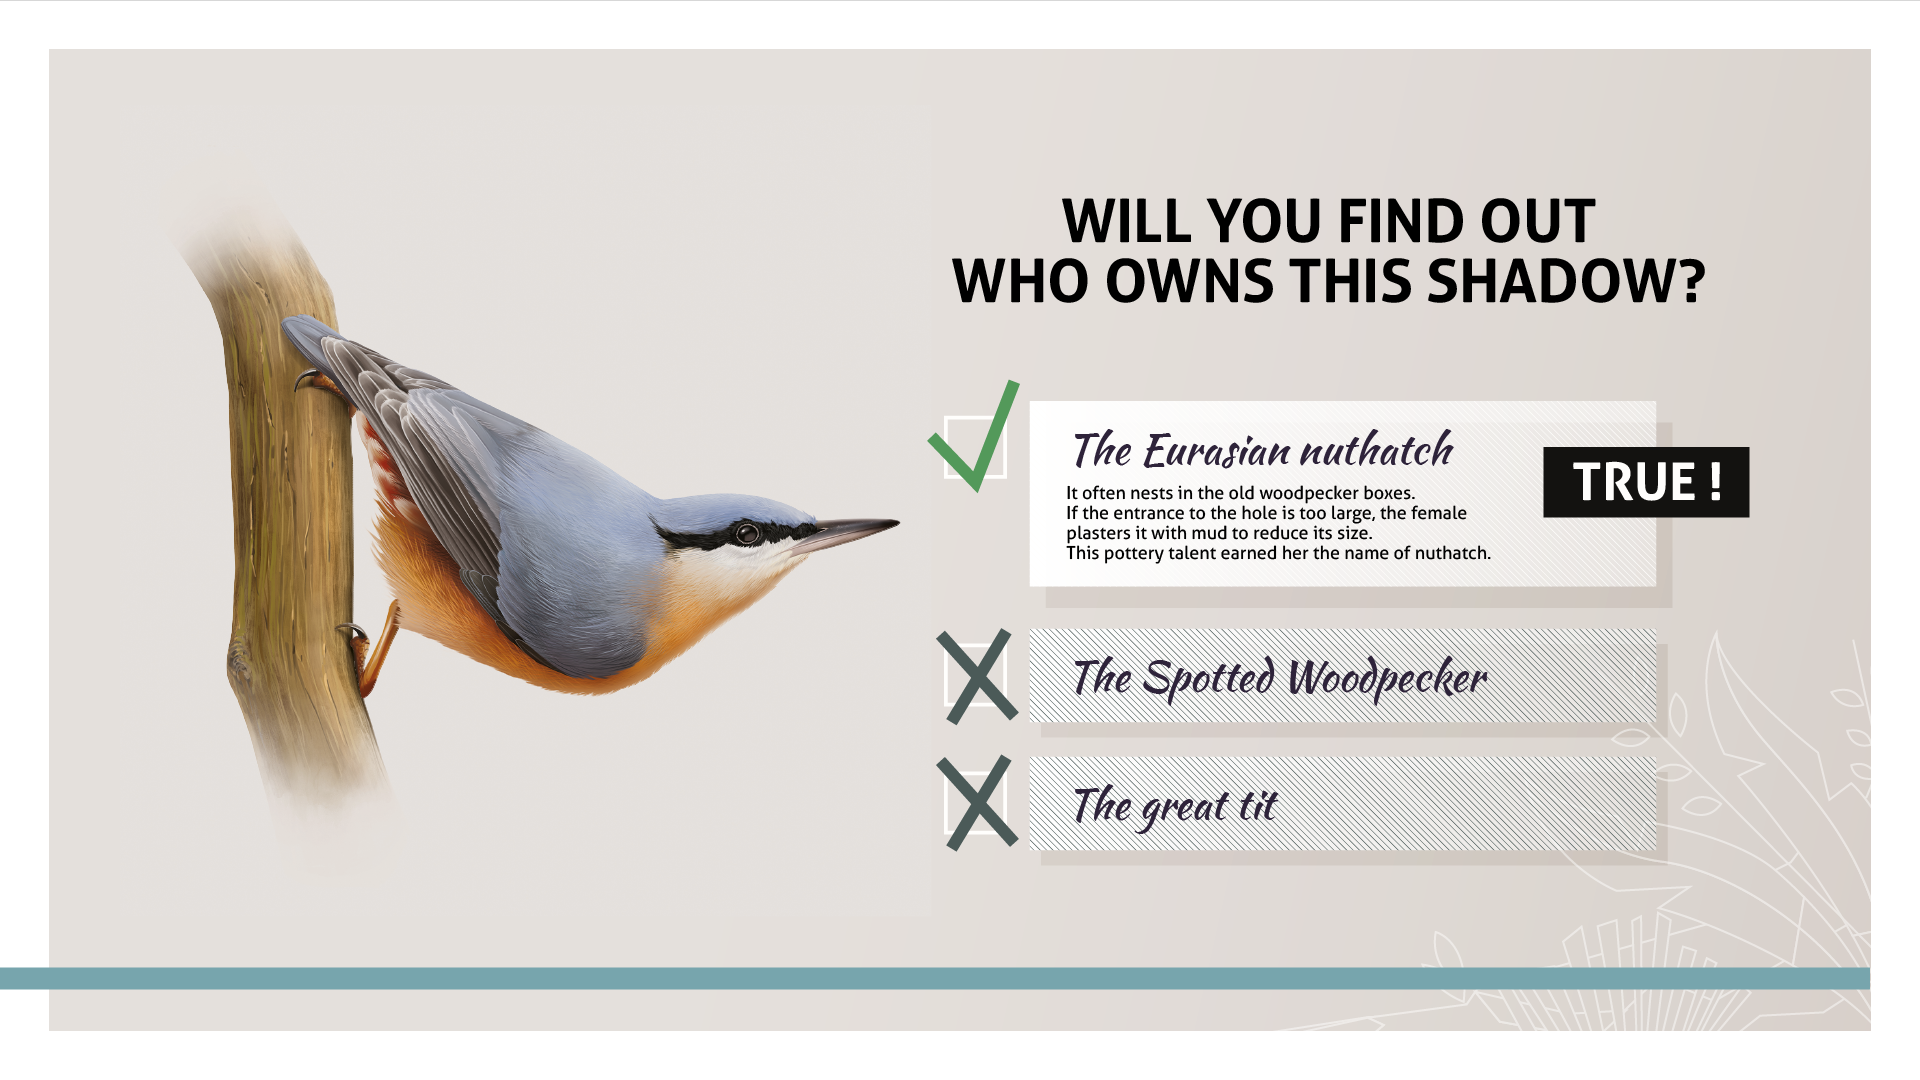 WILL YOU FIND OUT
WHO OWNS THIS SHADOW?
The Eurasian nuthatch
TRUE !
It often nests in the old woodpecker boxes.
If the entrance to the hole is too large, the female
plasters it with mud to reduce its size.
This pottery talent earned her the name of nuthatch.
The Spotted Woodpecker
The great tit